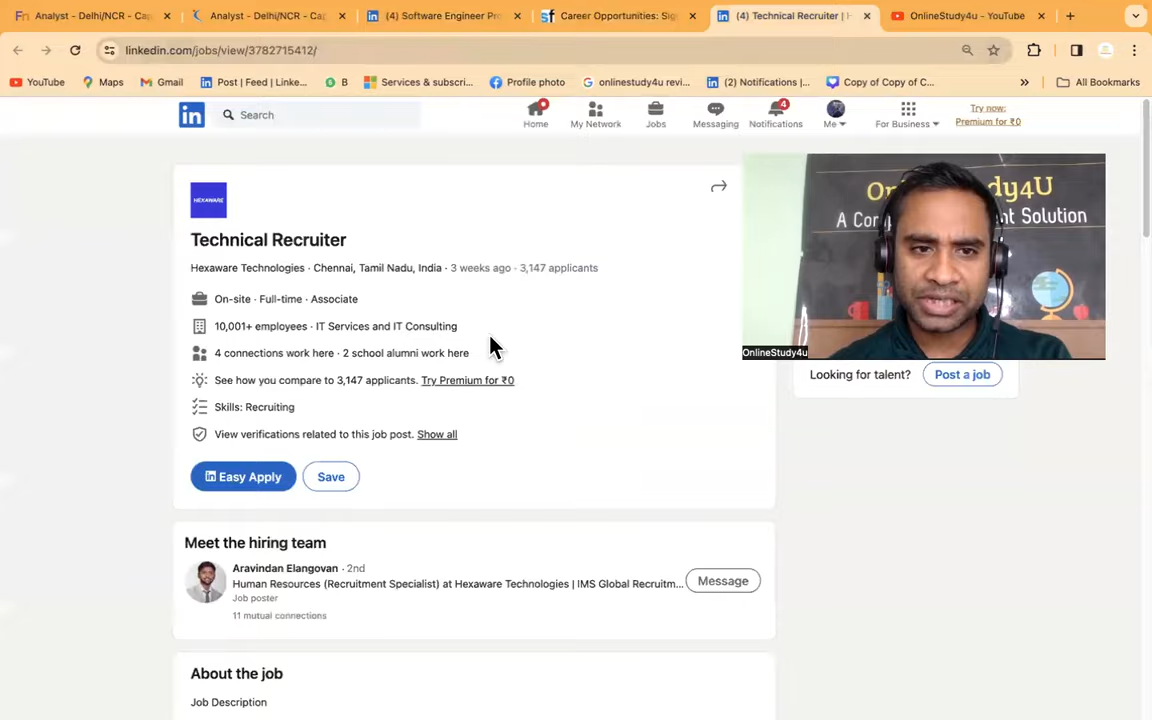 Analyst - Delhi/NCR - Cap
Analyst - Delhi/NCR - Cap
(4) Software Engineer Pro
Career Opportunities: Sig
(4) Technical Recruiter | H
OnlineStudy4u - YouTube
linkedin.com/jobs/view/3782715412/
YouTube
Maps
Gmail
Post | Feed | Linke...
B
Services & subscri...
Profile photo
onlinestudy4u revi...
(2) Notifications |...
Copy of Copy of C...
All Bookmarks
Search
Home
My Network
Jobs
Messaging
4
Notifications
Me
For Business
Try now:
Premium for ₹0
HEXAWARE
Technical Recruiter
Hexaware Technologies · Chennai, Tamil Nadu, India · 3 weeks ago · 3,147 applicants
On-site · Full-time · Associate
10,001+ employees · IT Services and IT Consulting
4 connections work here · 2 school alumni work here
See how you compare to 3,147 applicants. Try Premium for ₹0
Skills: Recruiting
View verifications related to this job post. Show all
in Easy Apply
Save
OnlineStudy4u
Looking for talent?
Post a job
Meet the hiring team
Aravindan Elangovan · 2nd
Human Resources (Recruitment Specialist) at Hexaware Technologies | IMS Global Recruitm...
Job poster
11 mutual connections
Message
About the job
Job Description